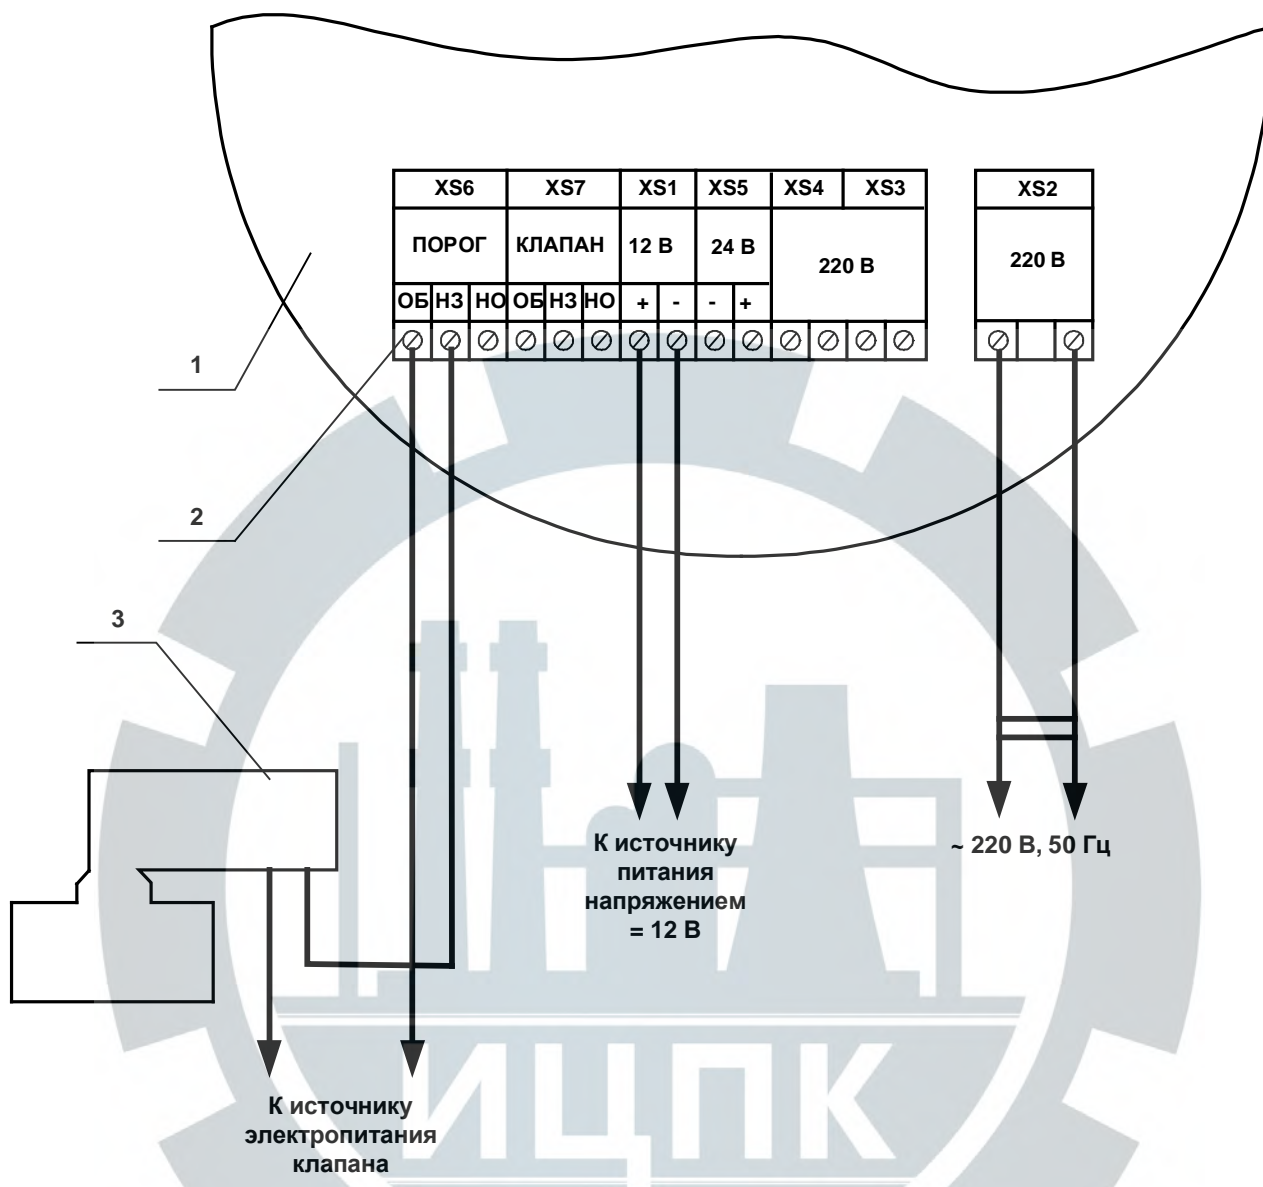 XS6 XS7 XS1 XS5 XS4 XS3 XS2
ПОРОГ КЛАПАН 12 В 24 В 220 В 220 В
ОБ НЗ НО ОБ НЗ НО + - - +
1
2
3
К источнику
питания
напряжением
= 12 В
~ 220 В, 50 Гц
К источнику
электропитания
клапана
ИЦПК